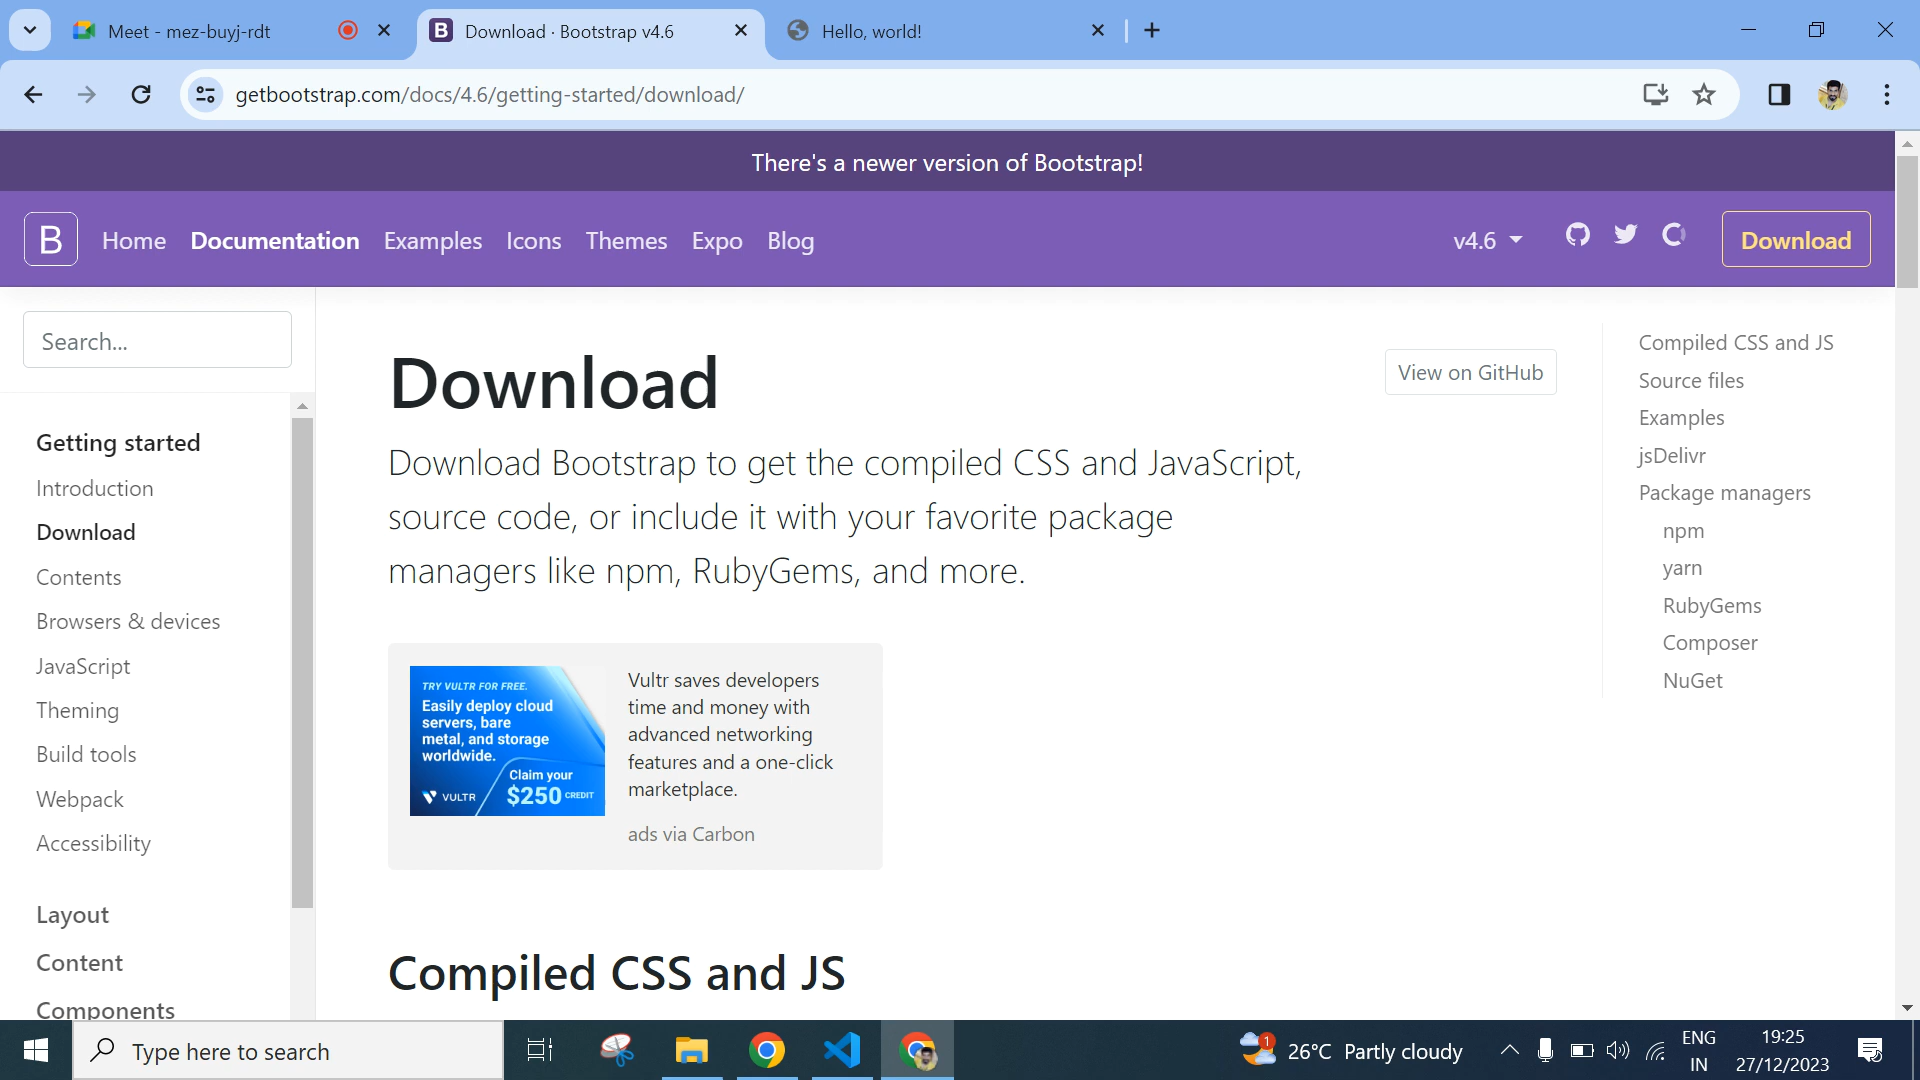 Meet - mez-buyj-rdt
Download · Bootstrap v4.6
Hello, world!
getbootstrap.com/docs/4.6/getting-started/download/
There's a newer version of Bootstrap!
B Home Documentation Examples Icons Themes Expo Blog v4.6 Download
Search...
Getting started
Introduction
Download
Contents
Browsers & devices
JavaScript
Theming
Build tools
Webpack
Accessibility
Layout
Content
Components
Download
View on GitHub
Download Bootstrap to get the compiled CSS and JavaScript,
source code, or include it with your favorite package
managers like npm, RubyGems, and more.
TRY VULTR FOR FREE.
Easily deploy cloud
servers, bare
metal, and storage
worldwide.
Claim your
$250 CREDIT
VULTR
Vultr saves developers
time and money with
advanced networking
features and a one-click
marketplace.
ads via Carbon
Compiled CSS and JS
Compiled CSS and JS
Source files
Examples
jsDelivr
Package managers
npm
yarn
RubyGems
Composer
NuGet
Type here to search
1
26°C Partly cloudy
ENG
IN
19:25
27/12/2023